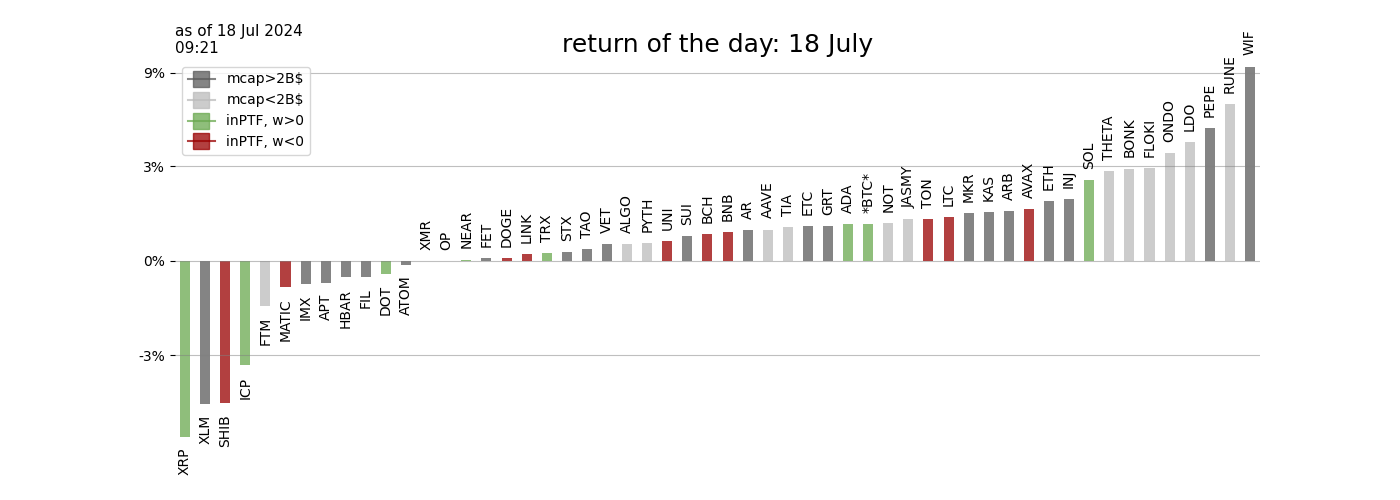 as of 18 Jul 2024
09:21
return of the day: 18 July
mcap>2B$
mcap<2B$
inPTF, w>0
inPTF, w<0
9%
3%
0%
-3%
XRP
XLM
SHIB
ICP
FTM
MATIC
IMX
APT
HBAR
FIL
DOT
ATOM
XMR
OP
NEAR
FET
DOGE
LINK
TRX
STX
TAO
VET
ALGO
PYTH
UNI
SUI
BCH
BNB
AR
AAVE
TIA
ETC
GRT
ADA
*BTC*
NOT
JASMY
TON
LTC
MKR
KAS
ARB
AVAX
ETH
INJ
SOL
THETA
BONK
FLOKI
ONDO
LDO
PEPE
RUNE
WIF